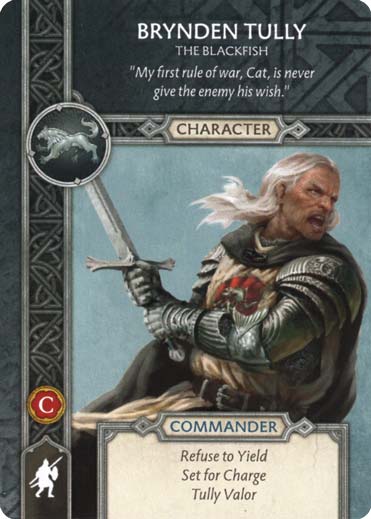 BRYNDEN TULLY
THE BLACKFISH
"My first rule of war, Cat, is never
give the enemy his wish."
CHARACTER
C
COMMANDER
Refuse to Yield
Set for Charge
Tully Valor